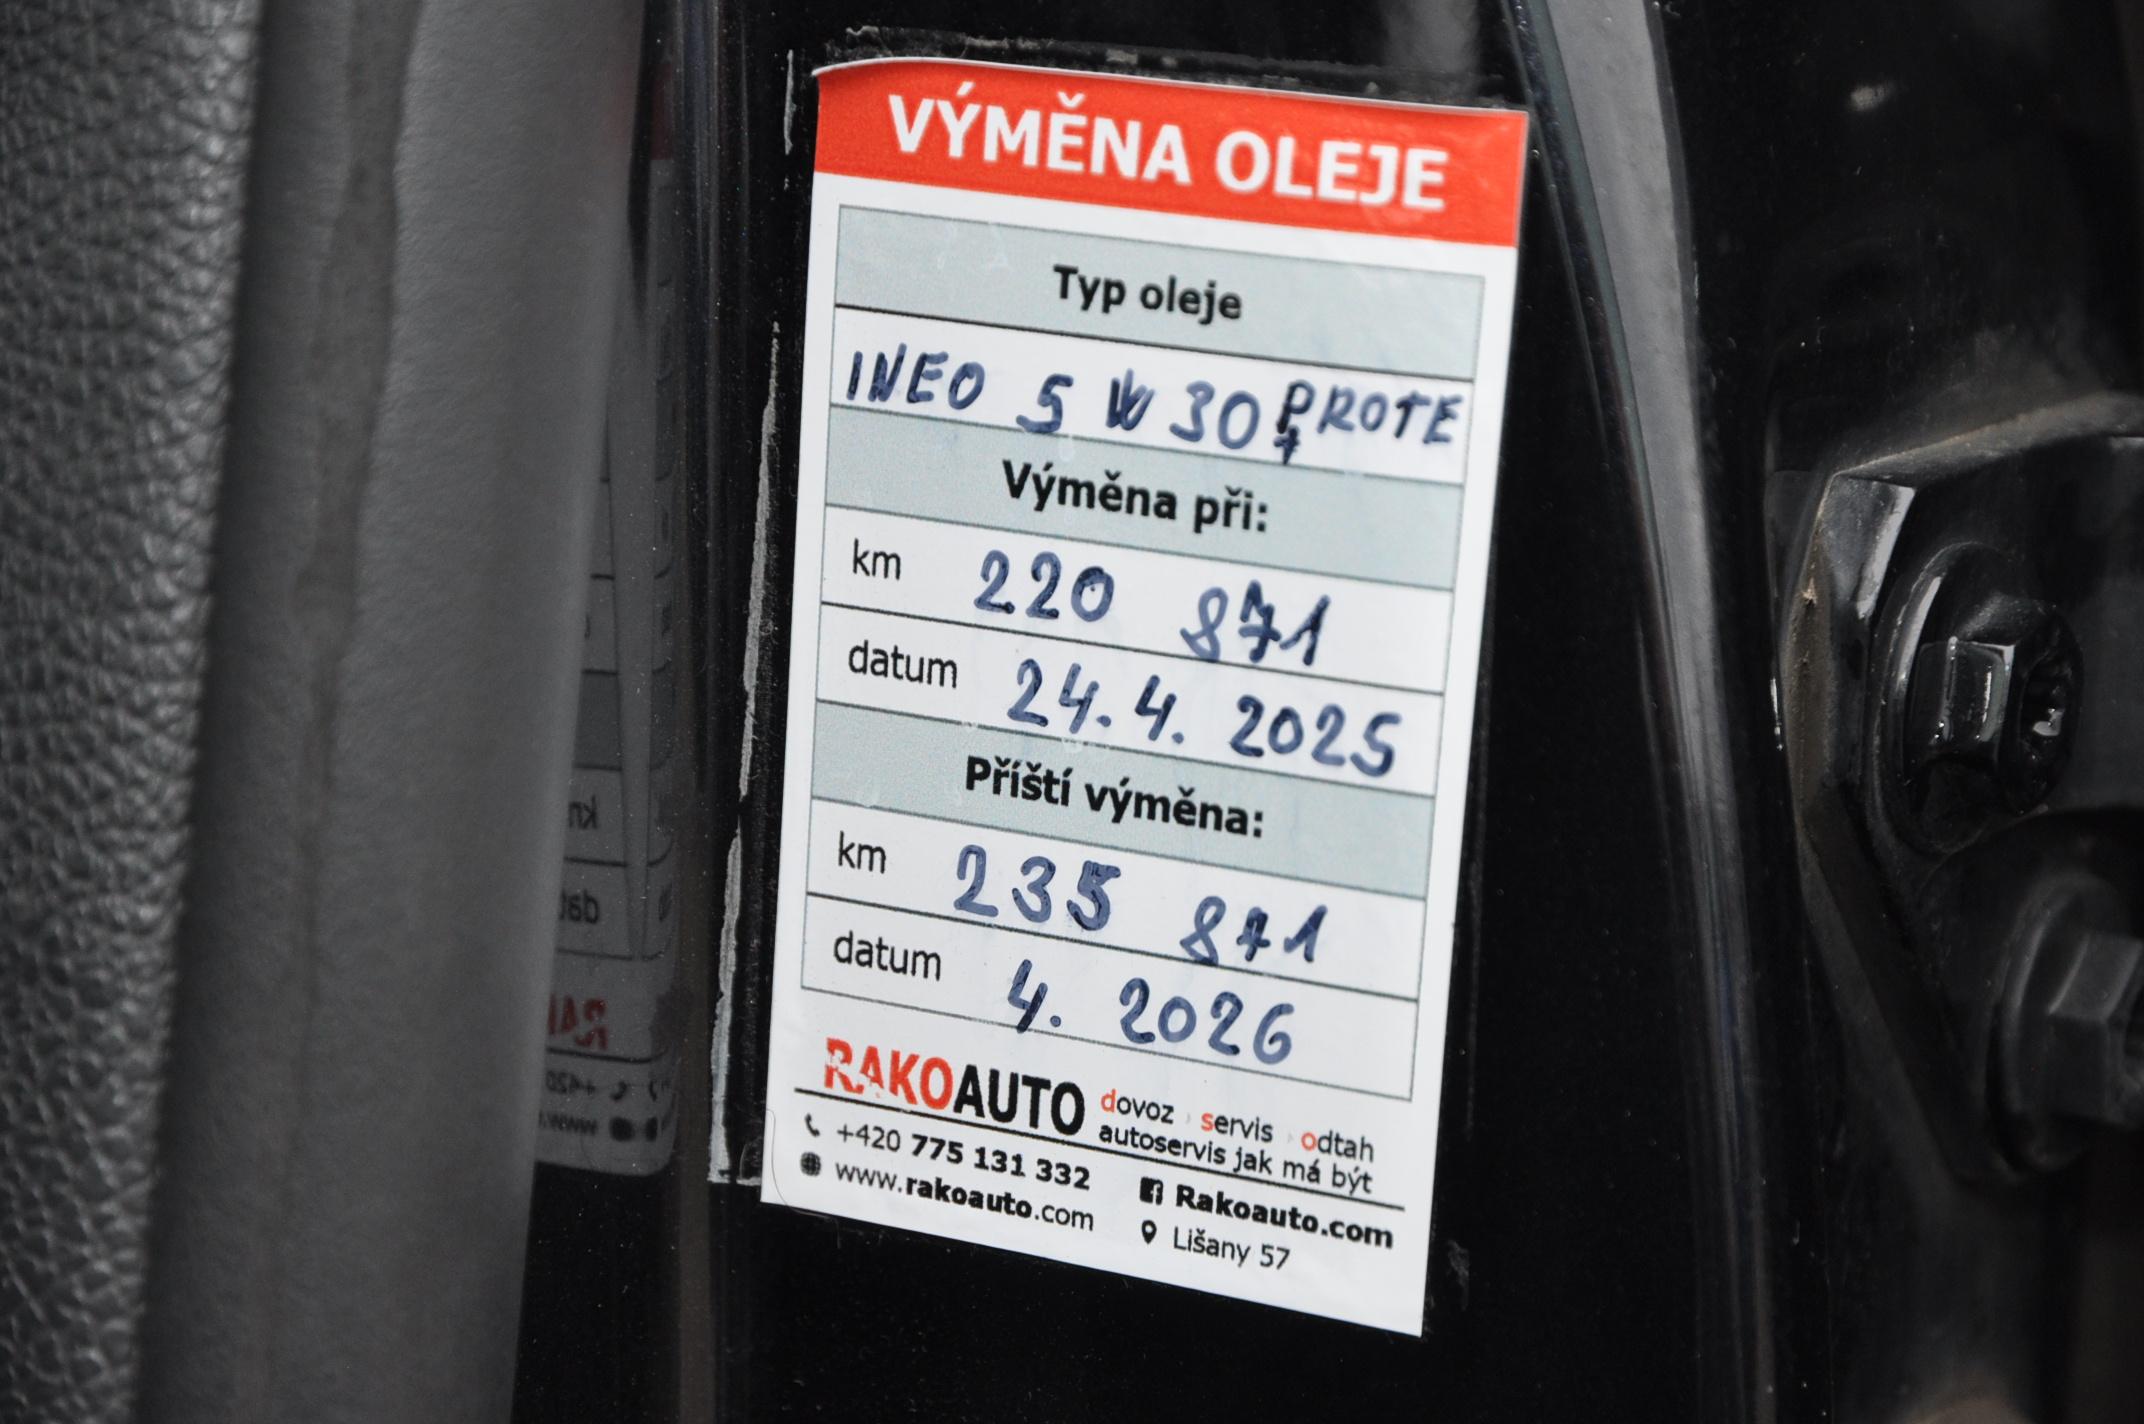 VÝMĚNA OLEJE
Typ oleje
INEO 5W30 PROTE
Výměna při:
km 220 871
datum 24.4.2025
Příští výměna:
km 235 871
datum 4. 2026
RAKOAUTO dovoz servis odtah
autoservis jak má být
+420 775 131 332
Rakoauto.com
www.rakoauto.com
Lišany 57